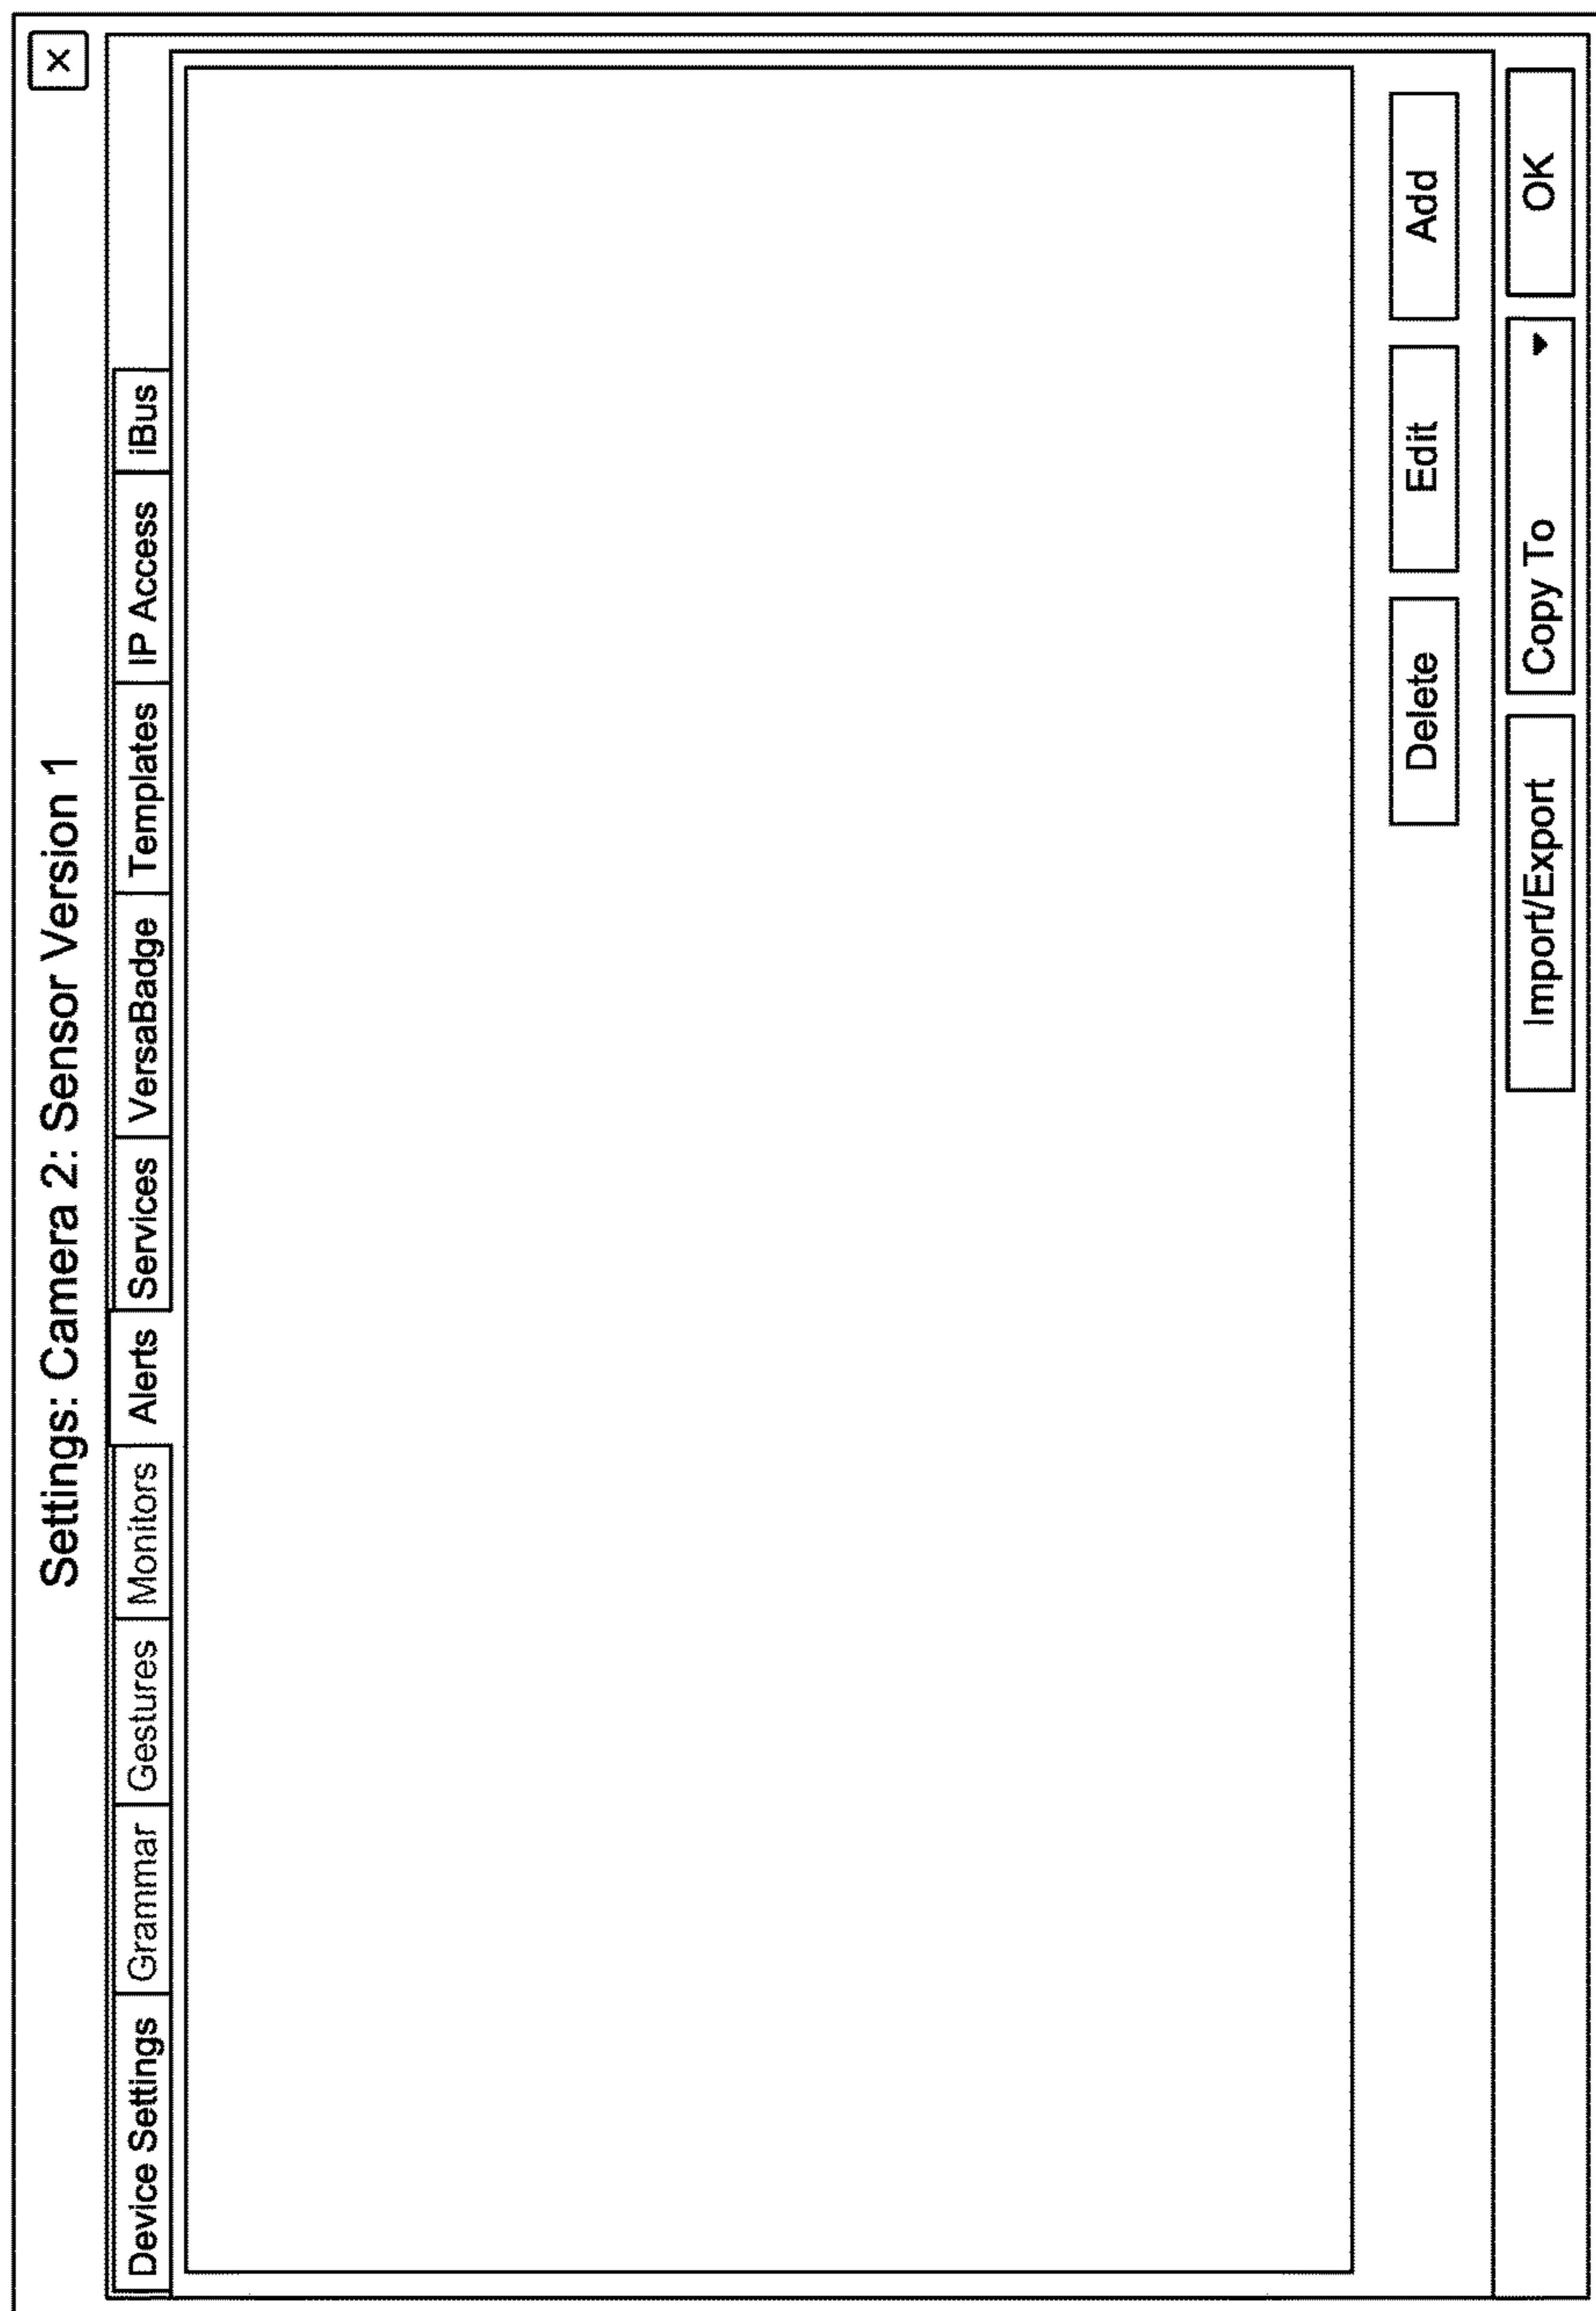 Settings: Camera 2: Sensor Version 1
X
Device Settings Grammar Gestures Monitors Alerts Services VersaBadge Templates IP Access iBus
Delete Edit Add
Import/Export Copy To OK